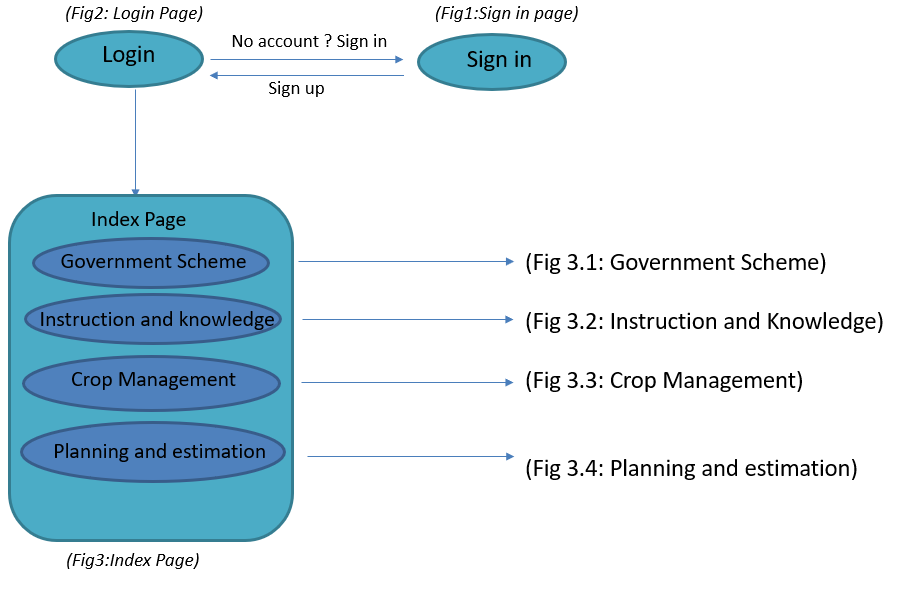 (Fig2: Login Page)
(Fig1:Sign in page)
Login
No account ? Sign in
Sign in
Sign up
Index Page
Government Scheme
(Fig 3.1: Government Scheme)
Instruction and knowledge
(Fig 3.2: Instruction and Knowledge)
Crop Management
(Fig 3.3: Crop Management)
Planning and estimation
(Fig 3.4: Planning and estimation)
(Fig3:Index Page)